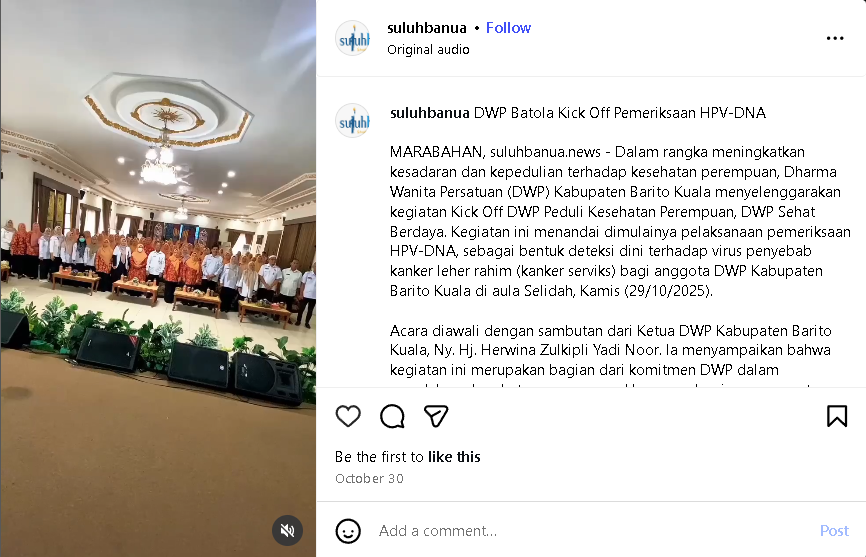 suluhbanua • Follow
Original audio
suluhbanua DWP Batola Kick Off Pemeriksaan HPV-DNA
MARABAHAN, suluhbanua.news - Dalam rangka meningkatkan
kesadaran dan kepedulian terhadap kesehatan perempuan, Dharma
Wanita Persatuan (DWP) Kabupaten Barito Kuala menyelenggarakan
kegiatan Kick Off DWP Peduli Kesehatan Perempuan, DWP Sehat
Berdaya. Kegiatan ini menandai dimulainya pelaksanaan pemeriksaan
HPV-DNA, sebagai bentuk deteksi dini terhadap virus penyebab
kanker leher rahim (kanker serviks) bagi anggota DWP Kabupaten
Barito Kuala di aula Selidah, Kamis (29/10/2025).
Acara diawali dengan sambutan dari Ketua DWP Kabupaten Barito
Kuala, Ny. Hj. Herwina Zulkipli Yadi Noor. Ia menyampaikan bahwa
kegiatan ini merupakan bagian dari komitmen DWP dalam
Be the first to like this
October 30
Add a comment...
Post